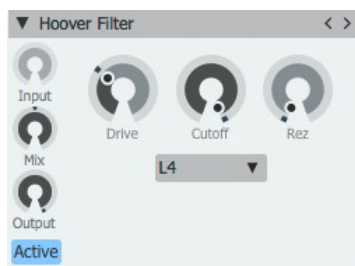 ▼ Hoover Filter < >
Input
Drive Cutoff Rez
Mix
L4 ▼
Output
Active